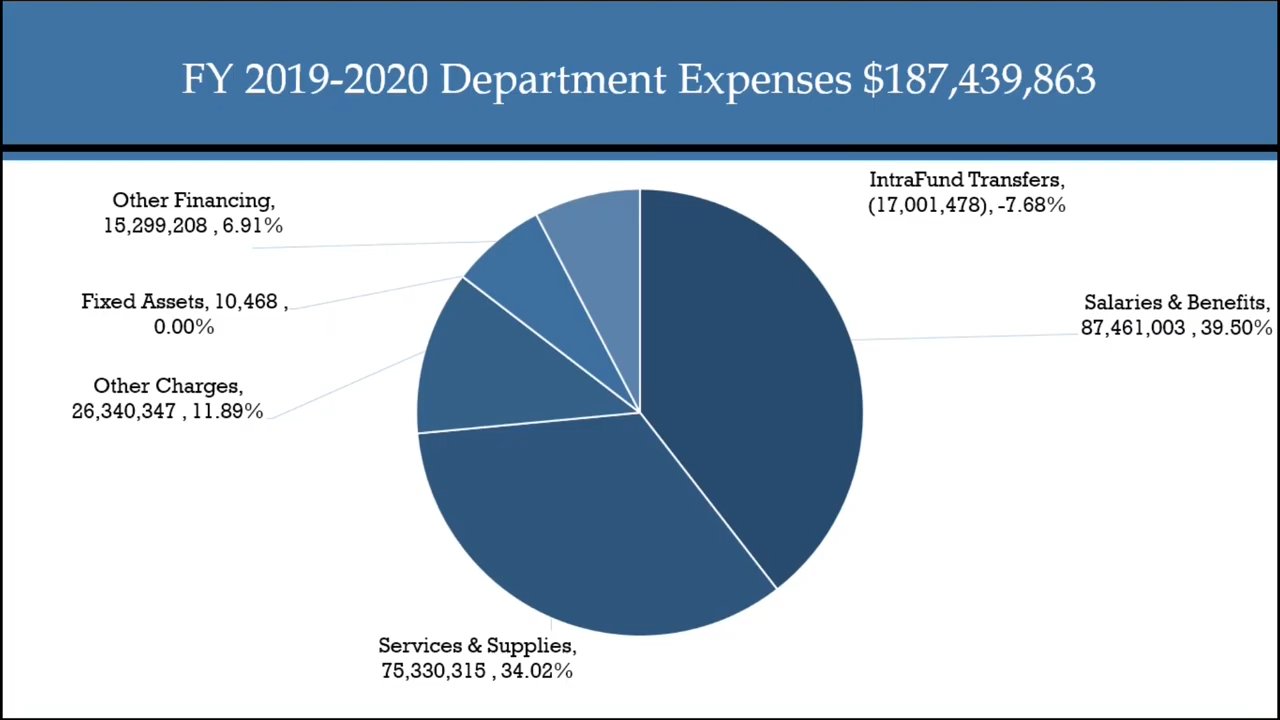 FY 2019-2020 Department Expenses $187,439,863
IntraFund Transfers,
(17,001,478), -7.68%
Other Financing,
15,299,208 , 6.91%
Fixed Assets, 10,468 ,
0.00%
Salaries & Benefits,
87,461,003 , 39.50%
Other Charges,
26,340,347 , 11.89%
Services & Supplies,
75,330,315 , 34.02%